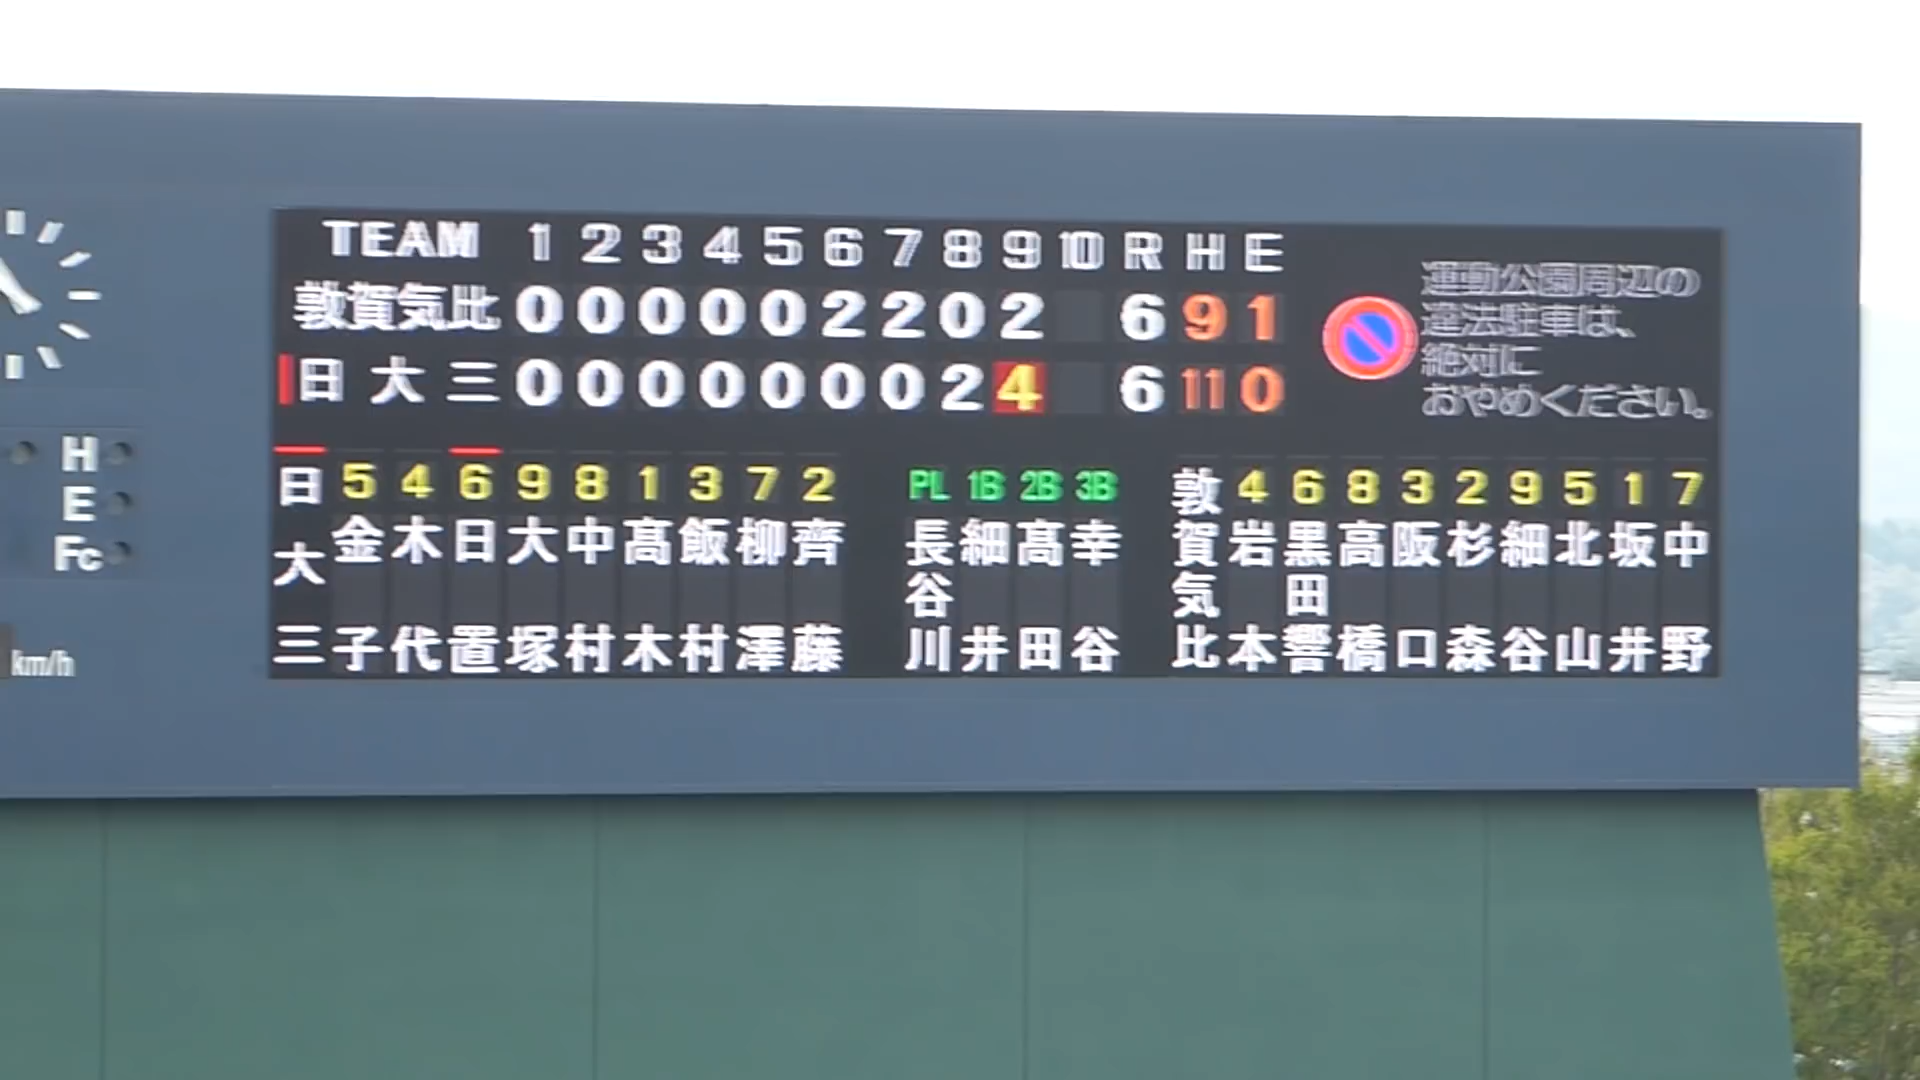 TEAM 1 2 3 4 5 6 7 8 9 10 R H E
敦賀気比 0 0 0 0 0 2 2 0 2 6 9 1
日大三 0 0 0 0 0 0 0 2 4 6 11 0
運動公園周辺の
違法駐車は、
絶対に
おやめください。
H
E
Fc
km/h
日大三
5 金子
4 木代
6 日置
9 大塚
8 中村
1 髙木
3 飯村
7 柳澤
2 齊藤
PL 長谷川
1B 細井
2B 髙田
3B 幸谷
敦賀気比
4 岩本
6 黒田響
8 高橋
3 阪口
2 杉森
9 細谷
5 北山
1 坂井
7 中野